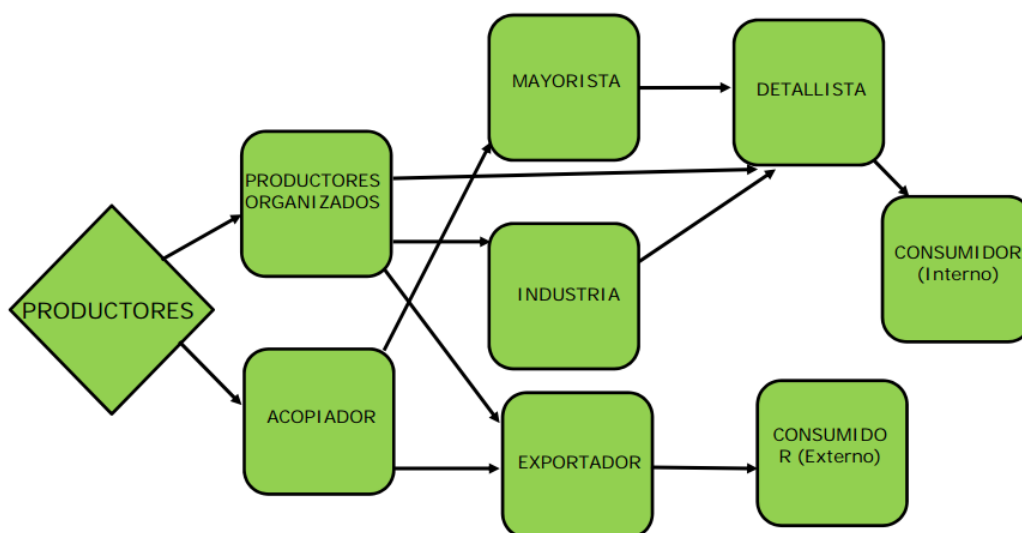 MAYORISTA
DETALLISTA
PRODUCTORES
ORGANIZADOS
CONSUMIDOR
(Interno)
INDUSTRIA
PRODUCTORES
ACOPIADOR
EXPORTADOR
CONSUMIDO
R (Externo)